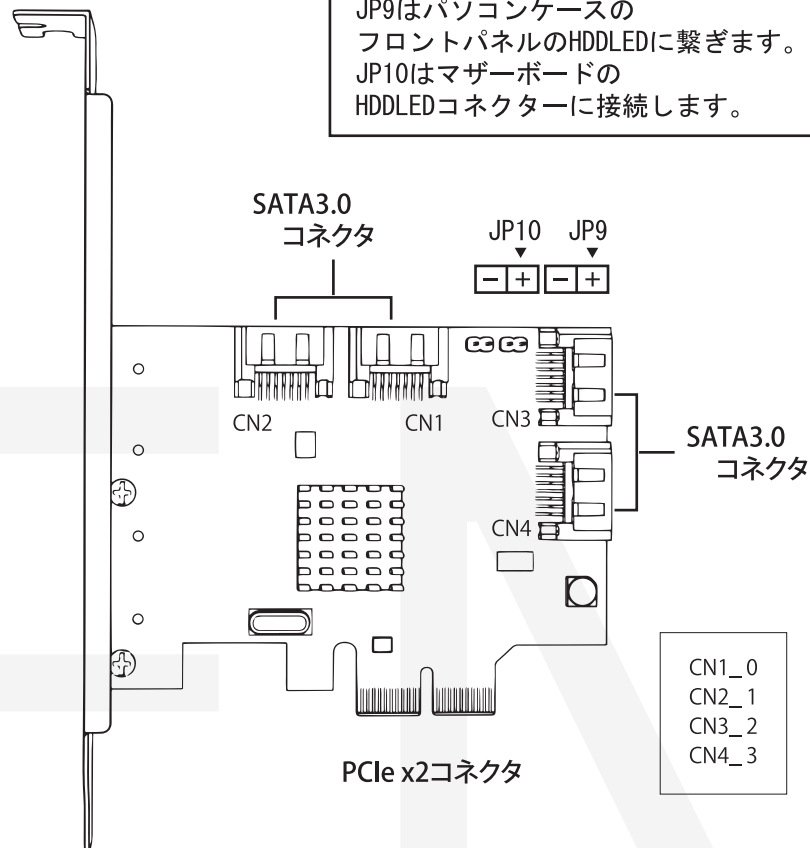 JP9はパソコンケースの
フロントパネルのHDDLEDに繋ぎます。
JP10はマザーボードの
HDDLEDコネクターに接続します。
SATA3.0
コネクタ
JP10 JP9
− + − +
CN2 CN1 CN3
SATA3.0
コネクタ
CN4
CN1_0
CN2_1
CN3_2
CN4_3
PCIe x2コネクタ